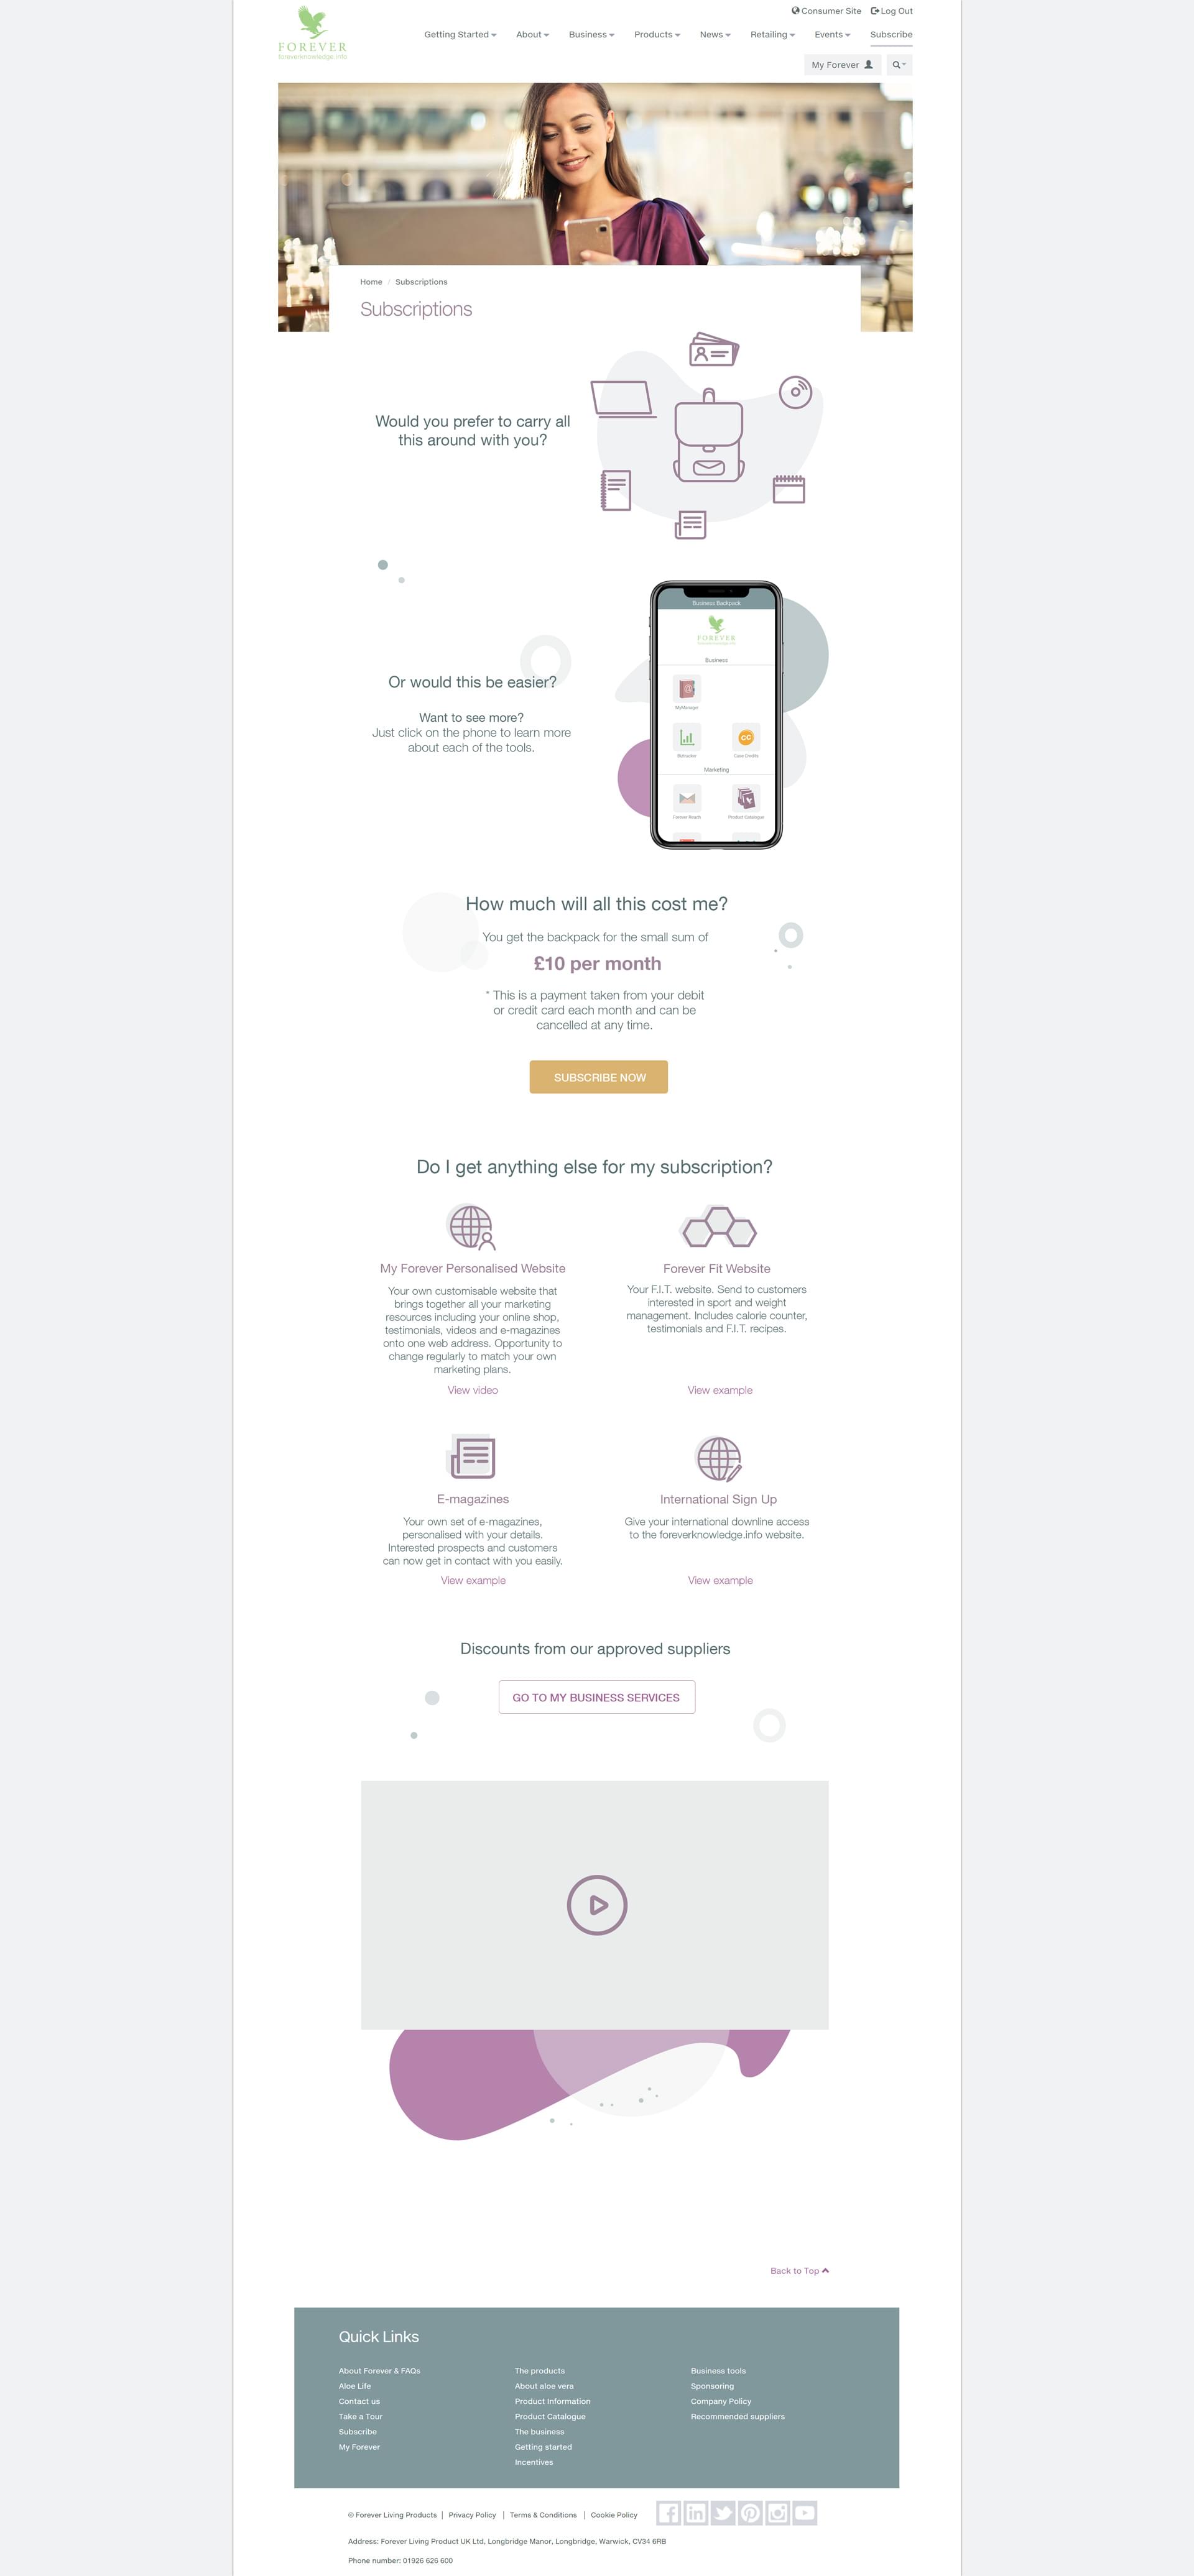 Consumer Site Log Out
FOREVER
foreverknowledge.info
Getting Started About Business Products News Retailing Events Subscribe
My Forever
Home / Subscriptions
Subscriptions
Would you prefer to carry all
this around with you?
Business Backpack
FOREVER
Business
MyManager
Biztracker Case Credits
Marketing
Forever Reach Product Catalogue
Or would this be easier?
Want to see more?
Just click on the phone to learn more
about each of the tools.
How much will all this cost me?
You get the backpack for the small sum of
£10 per month
* This is a payment taken from your debit
or credit card each month and can be
cancelled at any time.
SUBSCRIBE NOW
Do I get anything else for my subscription?
My Forever Personalised Website
Your own customisable website that
brings together all your marketing
resources including your online shop,
testimonials, videos and e-magazines
onto one web address. Opportunity to
change regularly to match your own
marketing plans.
View video
Forever Fit Website
Your F.I.T. website. Send to customers
interested in sport and weight
management. Includes calorie counter,
testimonials and F.I.T. recipes.
View example
E-magazines
Your own set of e-magazines,
personalised with your details.
Interested prospects and customers
can now get in contact with you easily.
View example
International Sign Up
Give your international downline access
to the foreverknowledge.info website.
View example
Discounts from our approved suppliers
GO TO MY BUSINESS SERVICES
Back to Top
Quick Links
About Forever & FAQs
Aloe Life
Contact us
Take a Tour
Subscribe
My Forever
The products
About aloe vera
Product Information
Product Catalogue
The business
Getting started
Incentives
Business tools
Sponsoring
Company Policy
Recommended suppliers
© Forever Living Products | Privacy Policy | Terms & Conditions | Cookie Policy
Address: Forever Living Product UK Ltd, Longbridge Manor, Longbridge, Warwick, CV34 6RB
Phone number: 01926 626 600